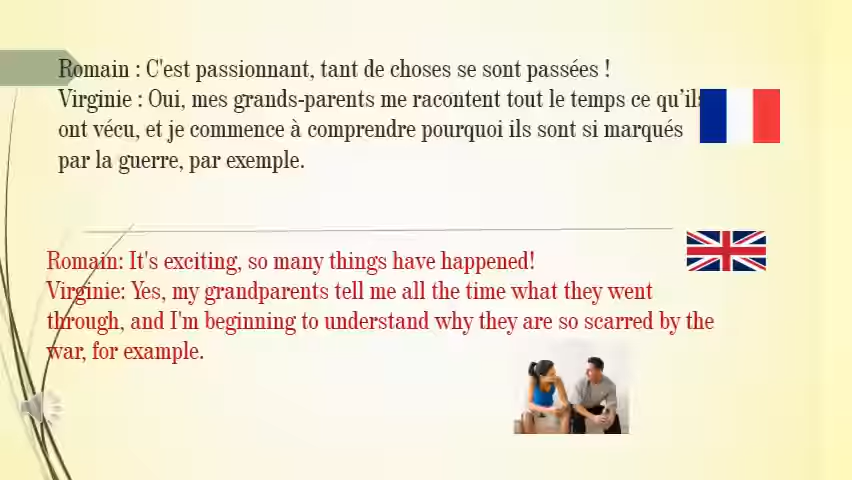 Romain : C'est passionnant, tant de choses se sont passées !
Virginie : Oui, mes grands-parents me racontent tout le temps ce qu’ils
ont vécu, et je commence à comprendre pourquoi ils sont si marqués
par la guerre, par exemple.
Romain: It's exciting, so many things have happened!
Virginie: Yes, my grandparents tell me all the time what they went
through, and I'm beginning to understand why they are so scarred by the
war, for example.